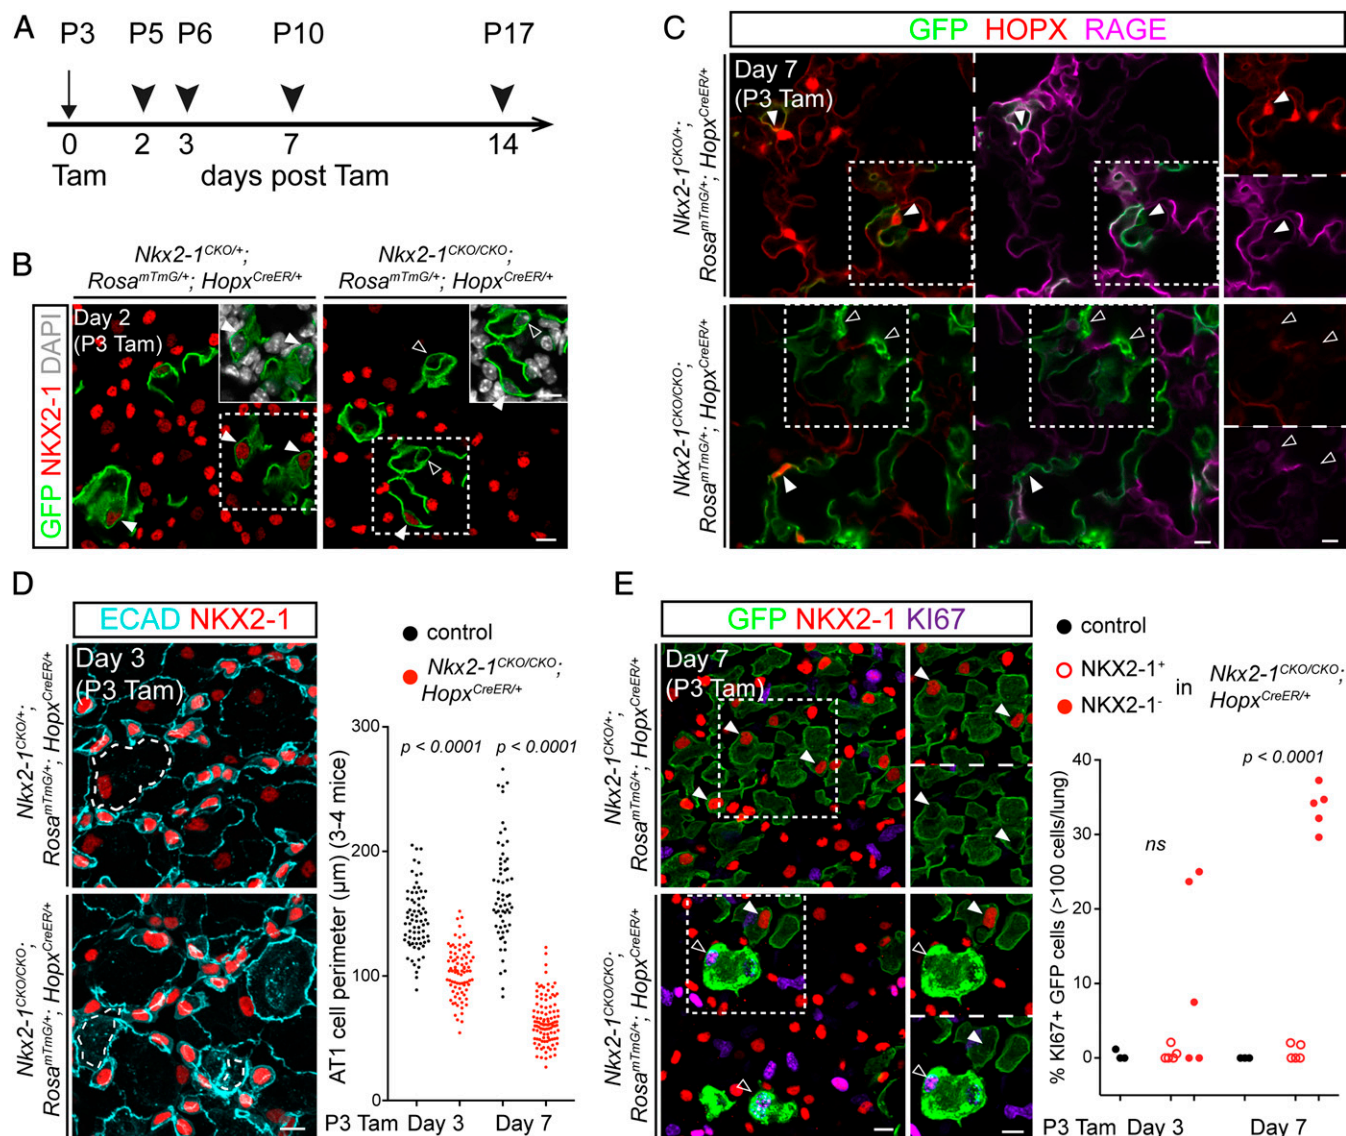 A
P3 P5 P6 P10 P17
0 2 3 7 14
Tam days post Tam
B
Nkx2-1CKO/+; Nkx2-1CKO/CKO;
RosamTmG/+; HopxCreER/+ RosamTmG/+; HopxCreER/+
GFP NKX2-1 DAPI
Day 2
(P3 Tam)
C
GFP HOPX RAGE
Day 7
(P3 Tam)
Nkx2-1CKO/+;
RosamTmG/+; HopxCreER/+
Nkx2-1CKO/CKO;
RosamTmG/+; HopxCreER/+
D
ECAD NKX2-1
Day 3
(P3 Tam)
Nkx2-1CKO/+;
RosamTmG/+; HopxCreER/+
Nkx2-1CKO/CKO;
RosamTmG/+; HopxCreER/+
control
Nkx2-1CKO/CKO;
HopxCreER/+
AT1 cell perimeter (µm) (3-4 mice)
300
200
100
0
p < 0.0001 p < 0.0001
P3 Tam Day 3 Day 7
E
GFP NKX2-1 KI67
Day 7
(P3 Tam)
Nkx2-1CKO/+;
RosamTmG/+; HopxCreER/+
Nkx2-1CKO/CKO;
RosamTmG/+; HopxCreER/+
control
NKX2-1+
NKX2-1-
in Nkx2-1CKO/CKO;
HopxCreER/+
% KI67+ GFP cells (>100 cells/lung)
40
30
20
10
0
ns
p < 0.0001
P3 Tam Day 3 Day 7